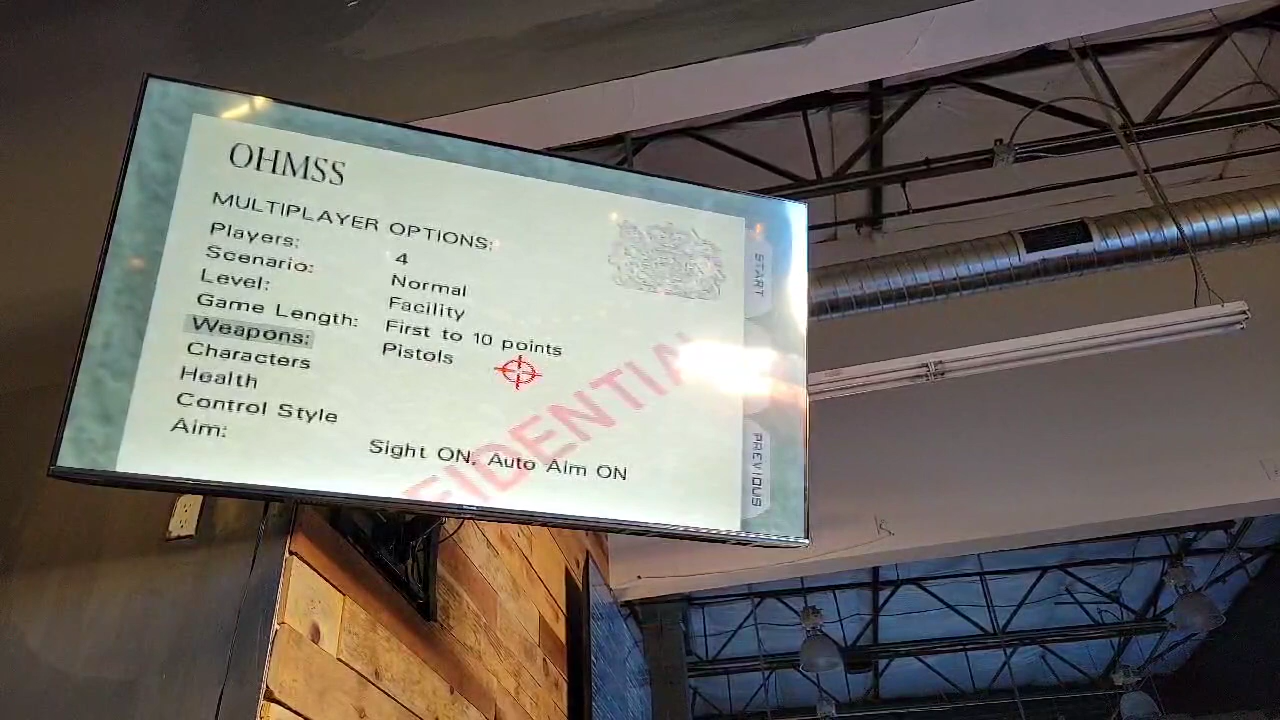 OHMSS
MULTIPLAYER OPTIONS:
Players: 4
Scenario: Normal
Level: Facility
Game Length: First to 10 points
Weapons: Pistols
Characters
Health
Control Style
Aim: Sight ON, Auto Aim ON
FIDENTIA
START
PREVIOUS